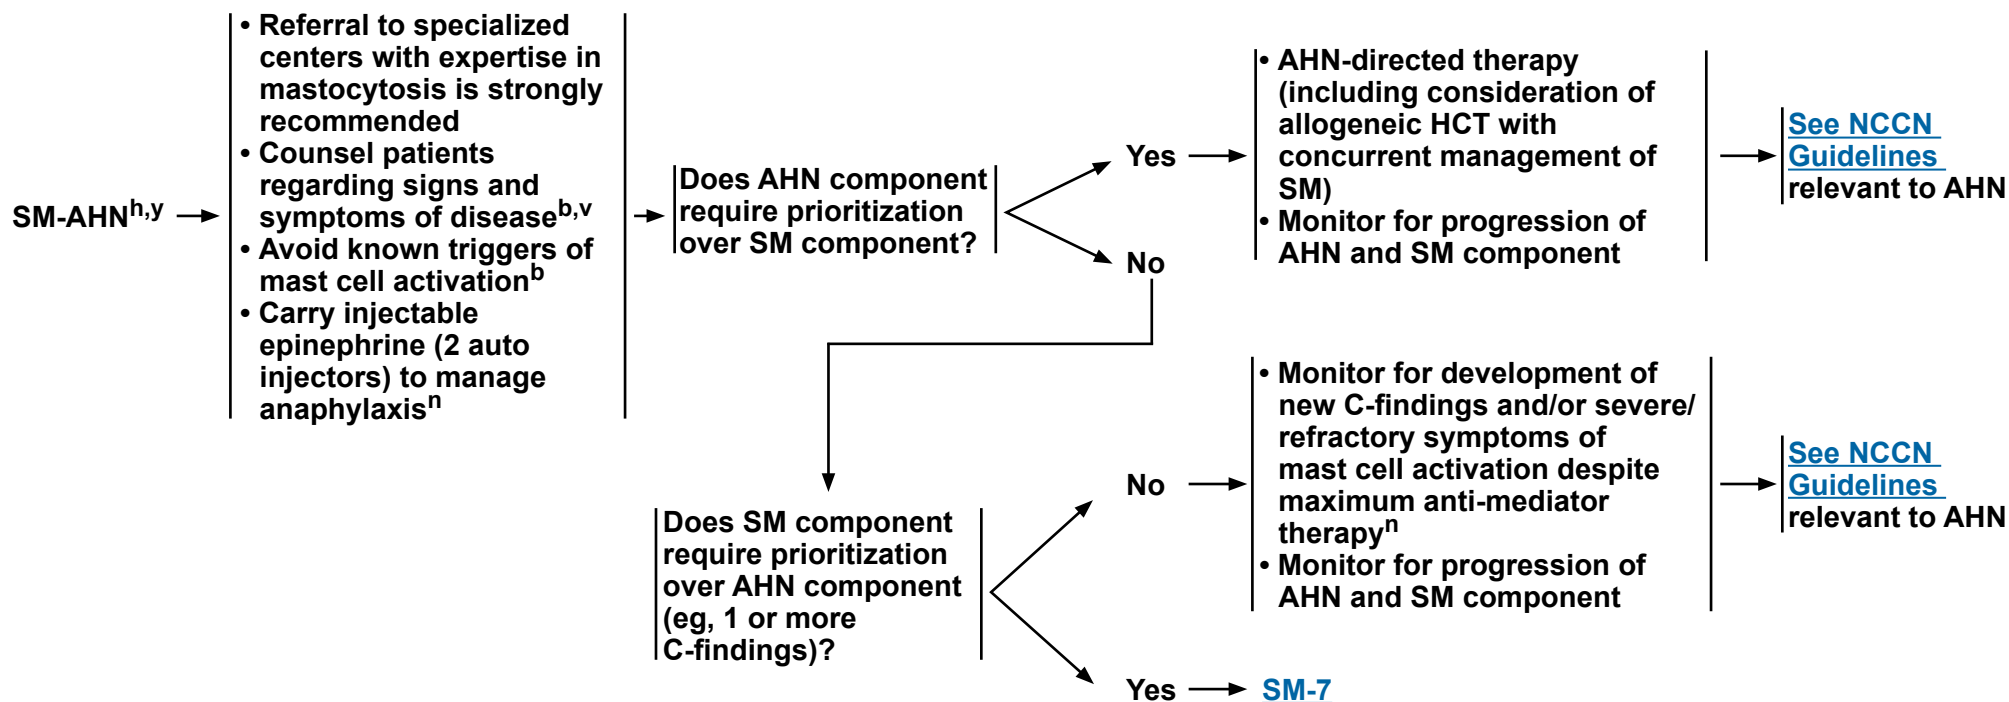 SM-AHNh,y
• Referral to specialized
centers with expertise in
mastocytosis is strongly
recommended
• Counsel patients
regarding signs and
symptoms of diseaseb,v
• Avoid known triggers of
mast cell activationb
• Carry injectable
epinephrine (2 auto
injectors) to manage
anaphylaxisn
Does AHN component
require prioritization
over SM component?
Yes
• AHN-directed therapy
(including consideration of
allogeneic HCT with
concurrent management of
SM)
• Monitor for progression of
AHN and SM component
See NCCN
Guidelines
relevant to AHN
No
Does SM component
require prioritization
over AHN component
(eg, 1 or more
C-findings)?
No
• Monitor for development of
new C-findings and/or severe/
refractory symptoms of
mast cell activation despite
maximum anti-mediator
therapyn
• Monitor for progression of
AHN and SM component
See NCCN
Guidelines
relevant to AHN
Yes
SM-7